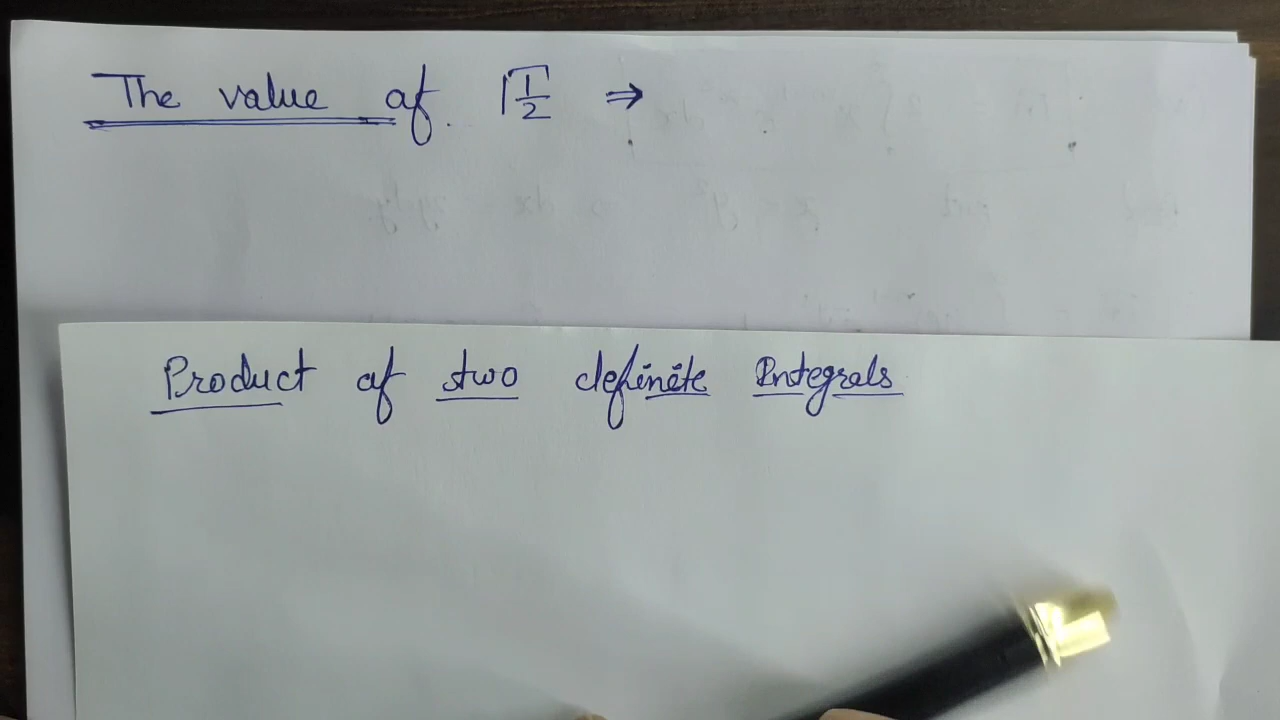 The value of Γ1/2 ⇒
Product of two definite Integrals